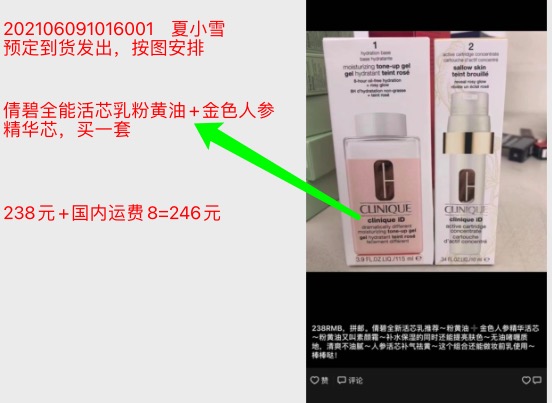 202106091016001 夏小雪
预定到货发出，按图安排
倩碧全能活芯乳粉黄油+金色人参
精华芯，买一套
238元+国内运费8=246元
1
hydration base
base hydratante
moisturizing tone-up gel
gel hydratant teint rosé
8-hour oil-free hydration
+ rosy glow
8H d'hydratation non-grasse
+ teint rosé
CLINIQUE
clinique iD
dramatically different
moisturizing tone-up gel
gel hydratant teint rosé
tellement différent
3.9 FL.OZ.LIQ./115 ml e
2
active cartridge concentrate
cartouche d'actif concentré
sallow skin
teint brouillé
reveal rosy glow
CLINIQUE
clinique iD
active cartridge
concentrate
cartouche
d'actif concentré
.34 FL.OZ.LIQ./10 ml e
238RMB，拼邮。倩碧全新活芯乳推荐～粉黄油 ➕ 金色人参精华活芯
～粉黄油又叫素颜霜～补水保湿的同时还能提亮肤色～无油啫喱质
地，清爽不油腻～人参活芯补气祛黄～这个组合还能做妆前乳使用～
棒棒哒！
赞 评论